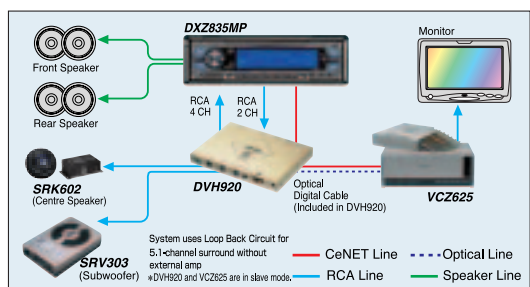 DXZ835MP
Monitor
Front Speaker
Rear Speaker
RCA
4 CH
RCA
2 CH
SRK602
(Centre Speaker)
DVH920
Optical
Digital Cable
(Included in DVH920)
VCZ625
SRV303
(Subwoofer)
System uses Loop Back Circuit for
5.1-channel surround without
external amp
*DVH920 and VCZ625 are in slave mode.
CeNET Line
Optical Line
RCA Line
Speaker Line